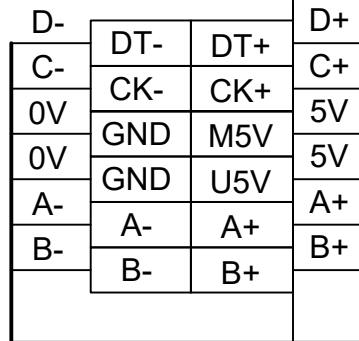 D- DT- DT+ D+
C- CK- CK+ C+
0V GND M5V 5V
0V GND U5V 5V
A- A- A+ A+
B- B- B+ B+